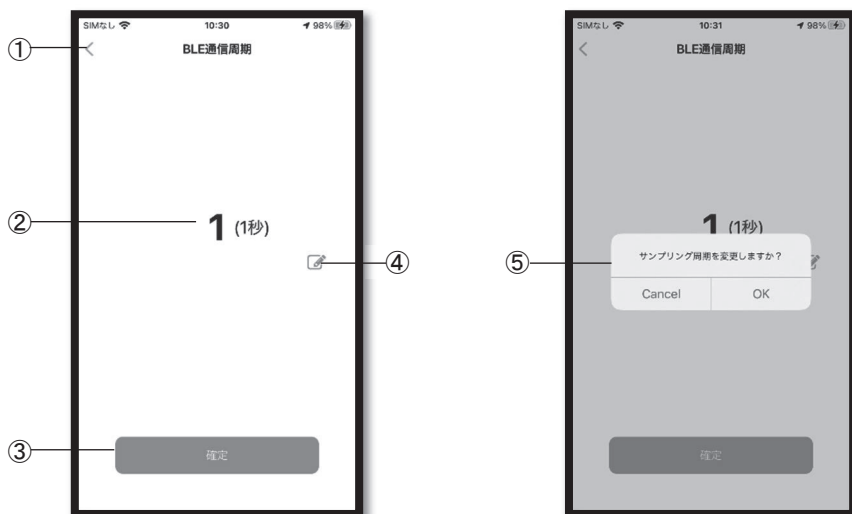 SIMなし 10:30 98%
① BLE通信周期
② 1 (1秒)
④
③ 確定
SIMなし 10:31 98%
BLE通信周期
1 (1秒)
⑤ サンプリング周期を変更しますか？
Cancel OK
確定